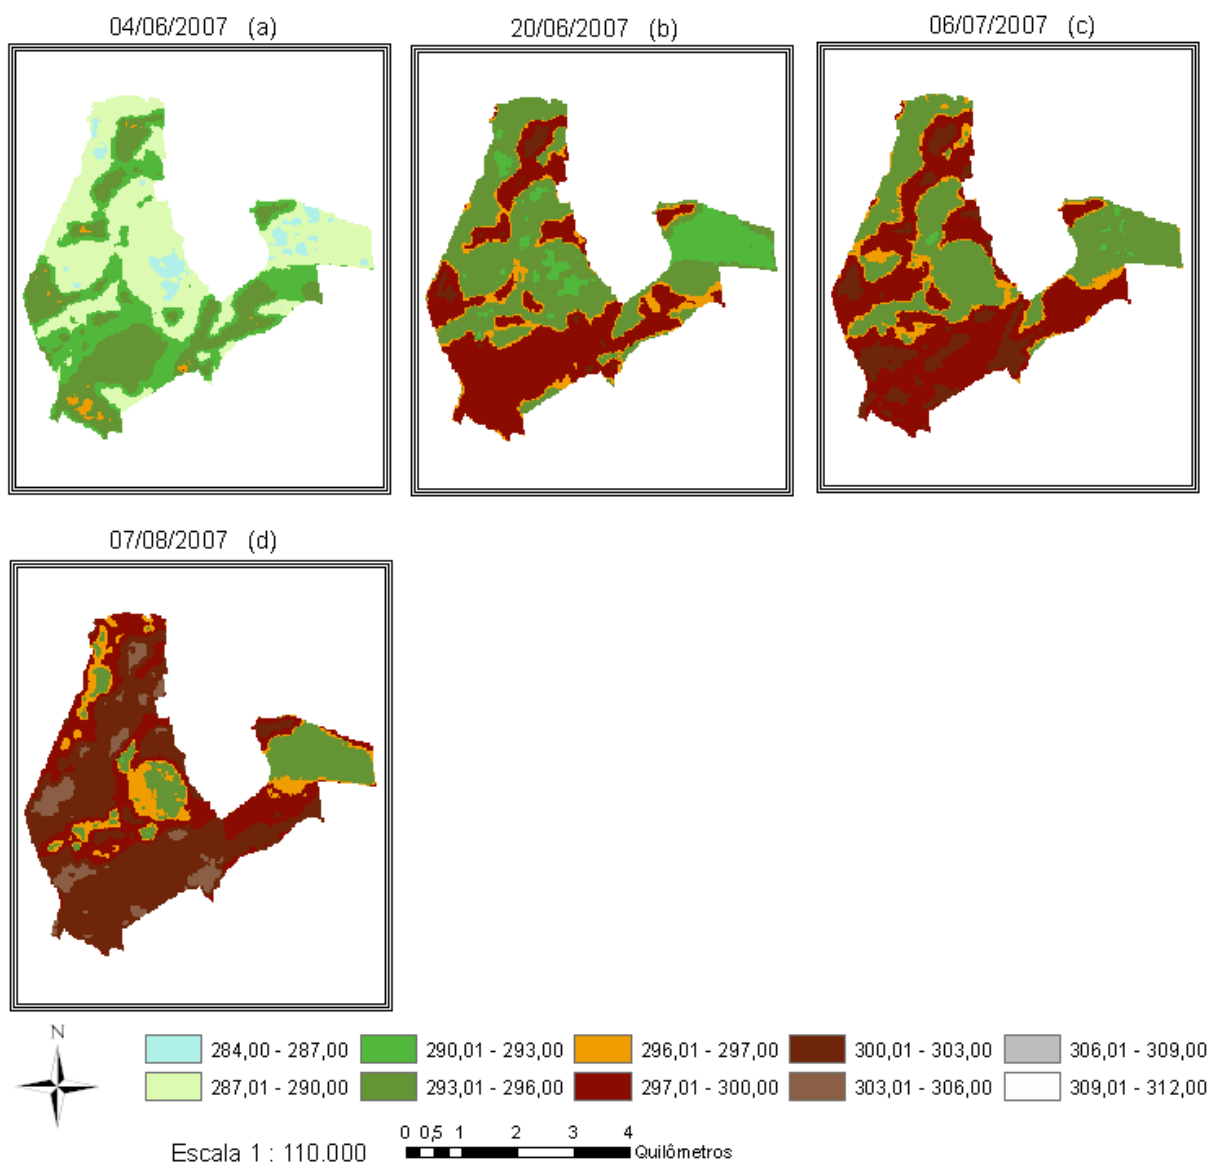 04/06/2007 (a)
20/06/2007 (b)
06/07/2007 (c)
07/08/2007 (d)
N
284,00 - 287,00
290,01 - 293,00
296,01 - 297,00
300,01 - 303,00
306,01 - 309,00
287,01 - 290,00
293,01 - 296,00
297,01 - 300,00
303,01 - 306,00
309,01 - 312,00
Escala 1 : 110.000
0 0,5 1 2 3 4
Quilômetros